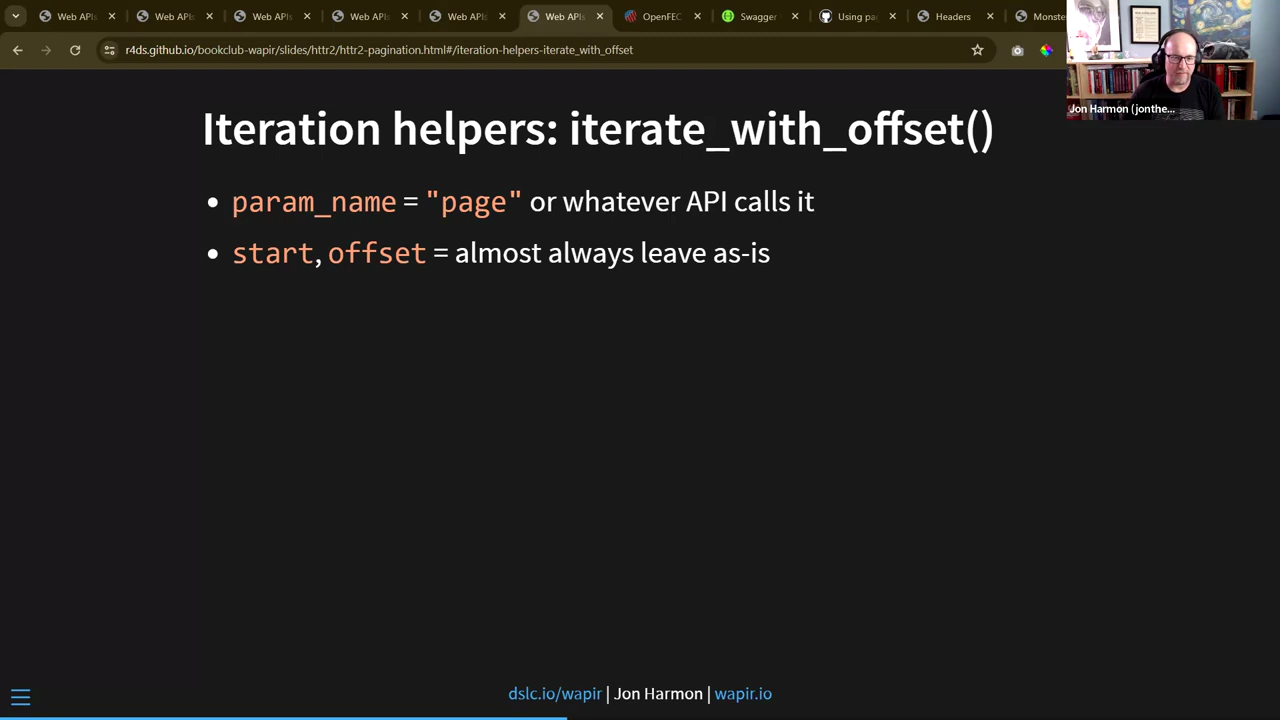 Web APIs
Web APIs
Web APIs
Web APIs
Web APIs
Web APIs
OpenFEC
Swagger
Using pag
Headers
Monste
r4ds.github.io/bookclub-wapir/slides/httr2/httr2-pagination.html#/iteration-helpers-iterate_with_offset
Jon Harmon (jonthe...
Iteration helpers: iterate_with_offset()
• param_name = "page" or whatever API calls it
• start, offset = almost always leave as-is
dslc.io/wapir | Jon Harmon | wapir.io